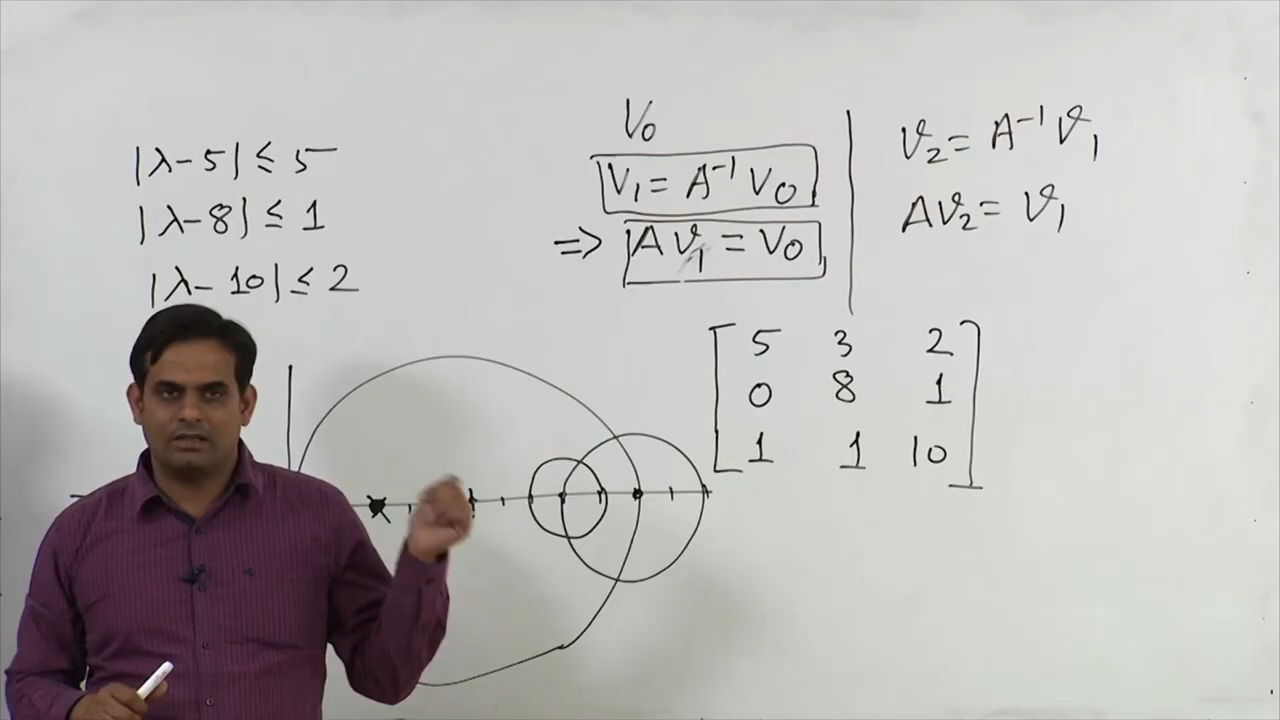 |λ-5| ≤ 5
|λ-8| ≤ 1
|λ-10| ≤ 2
V₀
V₁ = A⁻¹ V₀
⇒ A v₁ = V₀
v₂ = A⁻¹ v₁
A v₂ = v₁
5 3 2
0 8 1
1 1 10